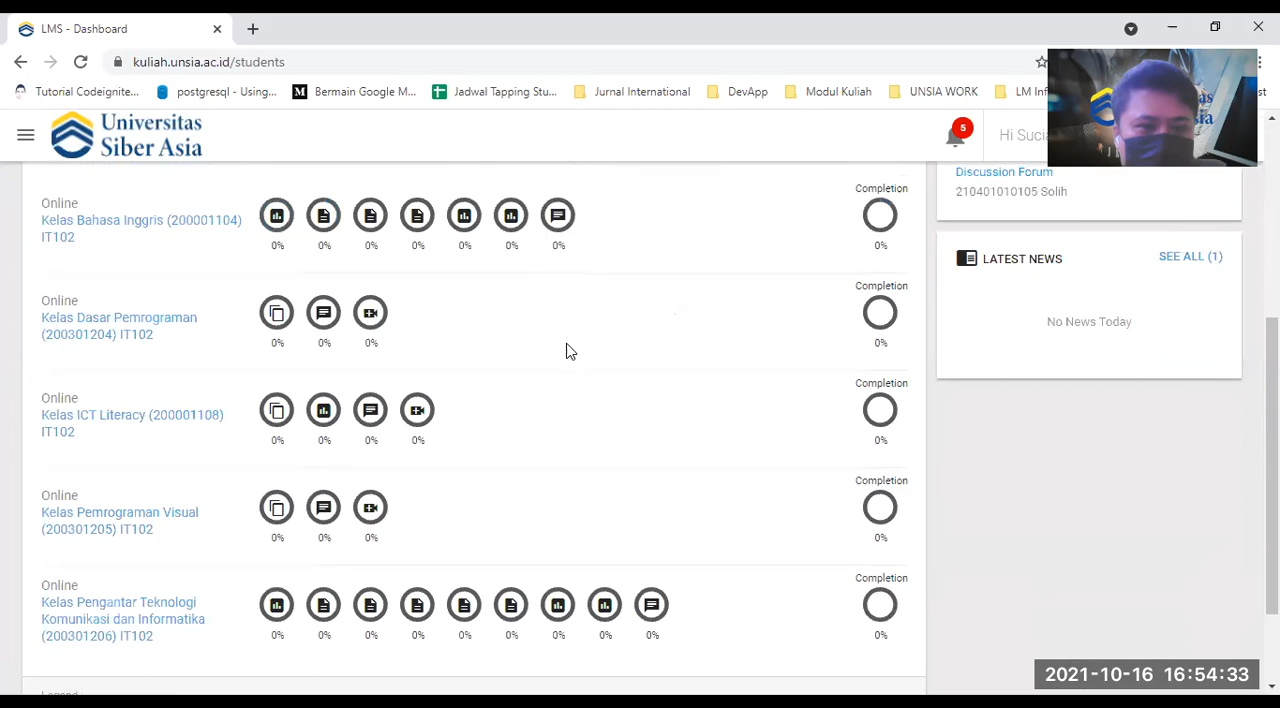 LMS - Dashboard
kuliah.unsia.ac.id/students
Tutorial Codeignite...
postgresql - Using...
Bermain Google M...
Jadwal Tapping Stu...
Jurnal International
DevApp
Modul Kuliah
UNSIA WORK
Universitas
Siber Asia
5
Discussion Forum
210401010105 Solih
Online
Kelas Bahasa Inggris (200001104)
IT102
0% 0% 0% 0% 0% 0% 0%
Completion
0%
LATEST NEWS
SEE ALL (1)
No News Today
Online
Kelas Dasar Pemrograman
(200301204) IT102
0% 0% 0%
Completion
0%
Online
Kelas ICT Literacy (200001108)
IT102
0% 0% 0% 0%
Completion
0%
Online
Kelas Pemrograman Visual
(200301205) IT102
0% 0% 0%
Completion
0%
Online
Kelas Pengantar Teknologi
Komunikasi dan Informatika
(200301206) IT102
0% 0% 0% 0% 0% 0% 0% 0% 0%
Completion
0%
2021-10-16 16:54:33